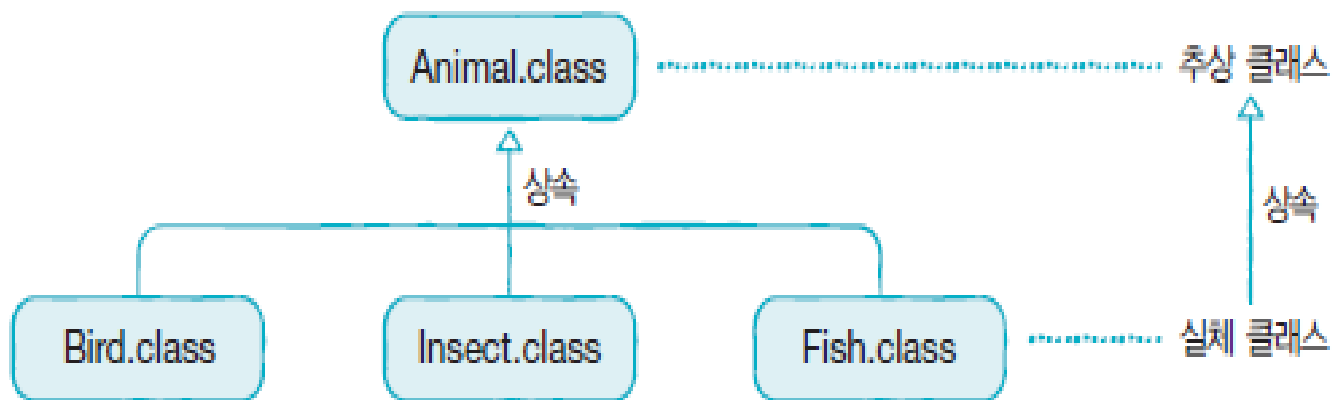 Animal.class
추상 클래스
상속
상속
Bird.class
Insect.class
Fish.class
실체 클래스